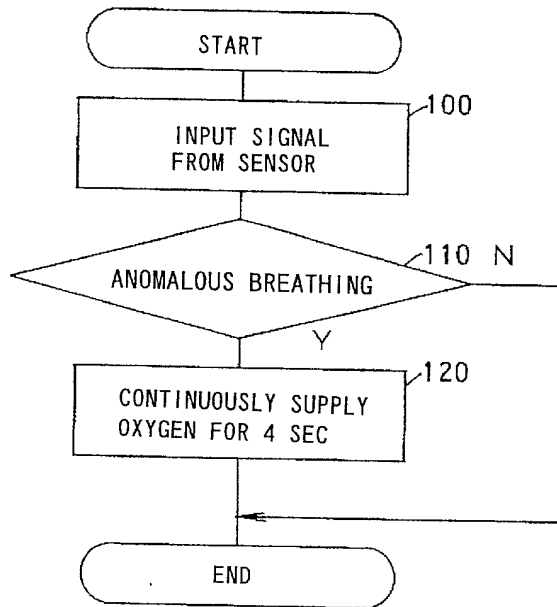 START
100
INPUT SIGNAL
FROM SENSOR
110 N
ANOMALOUS BREATHING
Y
120
CONTINUOUSLY SUPPLY
OXYGEN FOR 4 SEC
END